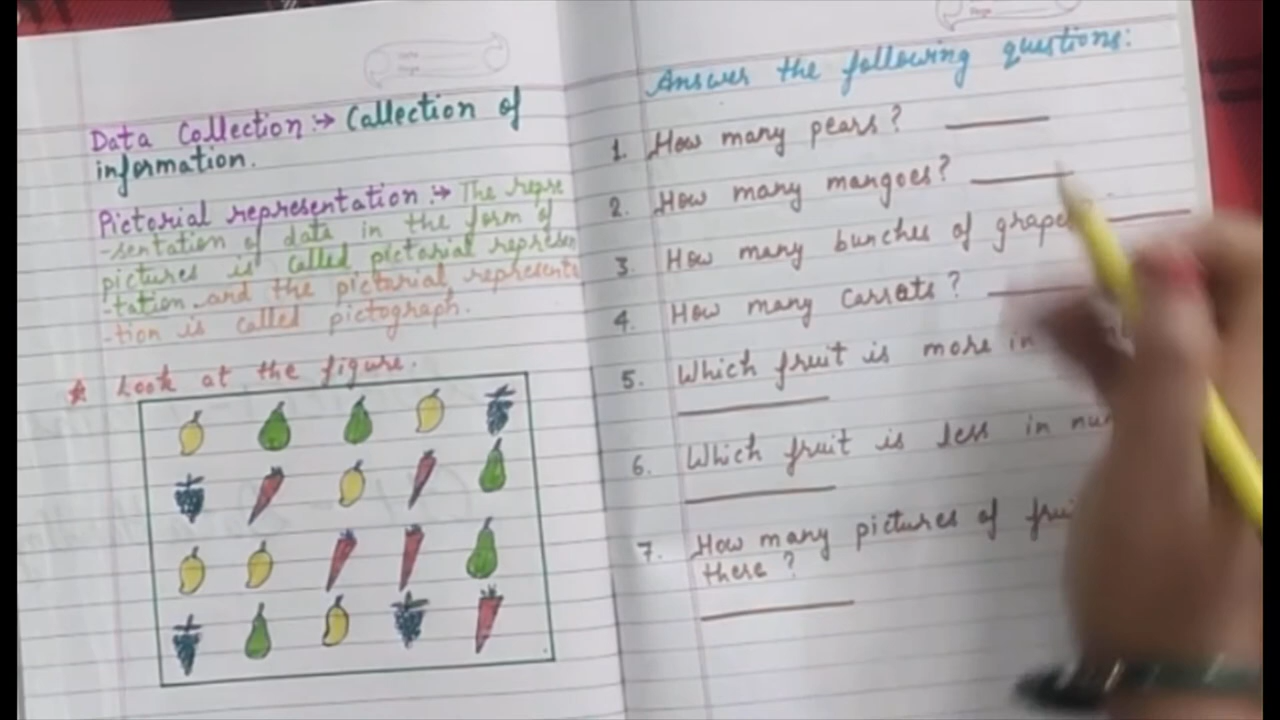 Data Collection :→ Collection of
information.
Pictorial representation :→ The repre
-sentation of data in the form of
pictures is called pictorial represen
-tation and the pictorial representa
-tion is called pictograph.
★ Look at the figure.
Answer the following questions:
1. How many pears?
2. How many mangoes?
3. How many bunches of grapes
4. How many carrots?
5. Which fruit is more in
6. Which fruit is less in
7. How many pictures of
there?